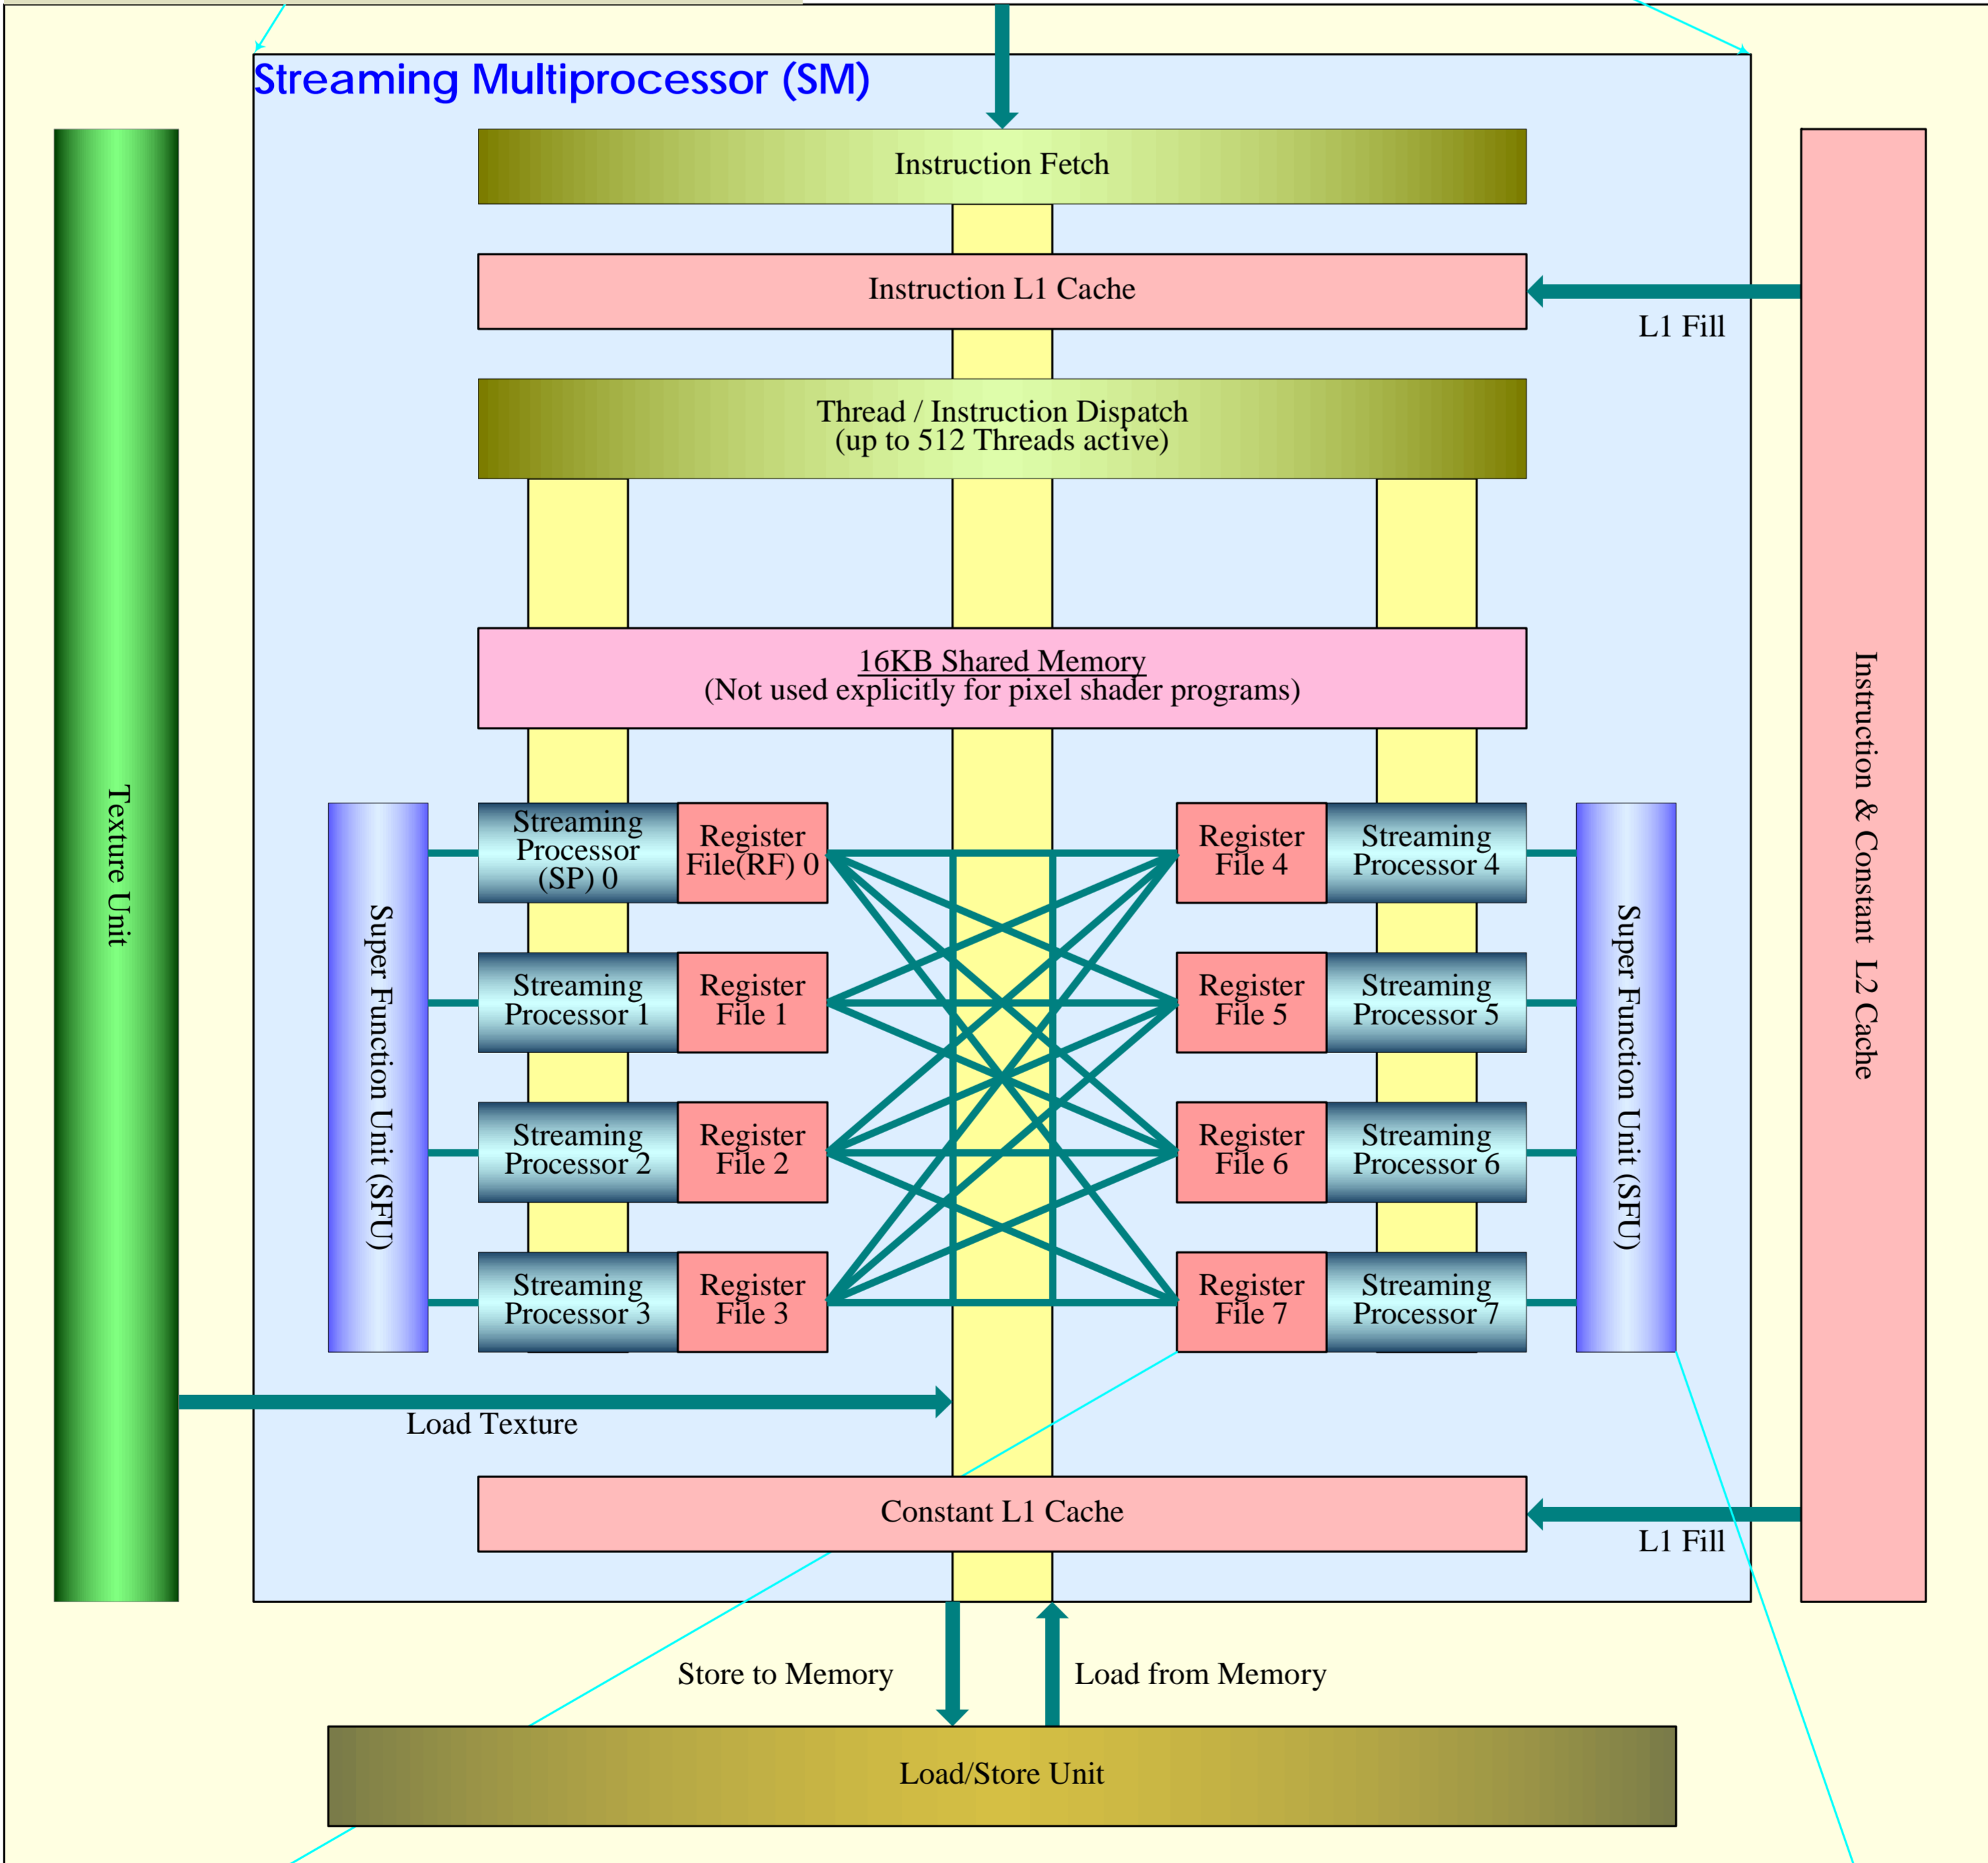 Streaming Multiprocessor (SM)
Instruction Fetch
Instruction L1 Cache
L1 Fill
Thread / Instruction Dispatch
(up to 512 Threads active)
16KB Shared Memory
(Not used explicitly for pixel shader programs)
Texture Unit
Instruction & Constant L2 Cache
Super Function Unit (SFU)
Streaming
Processor
(SP) 0
Register
File(RF) 0
Register
File 4
Streaming
Processor 4
Super Function Unit (SFU)
Streaming
Processor 1
Register
File 1
Register
File 5
Streaming
Processor 5
Streaming
Processor 2
Register
File 2
Register
File 6
Streaming
Processor 6
Streaming
Processor 3
Register
File 3
Register
File 7
Streaming
Processor 7
Load Texture
Constant L1 Cache
L1 Fill
Store to Memory
Load from Memory
Load/Store Unit